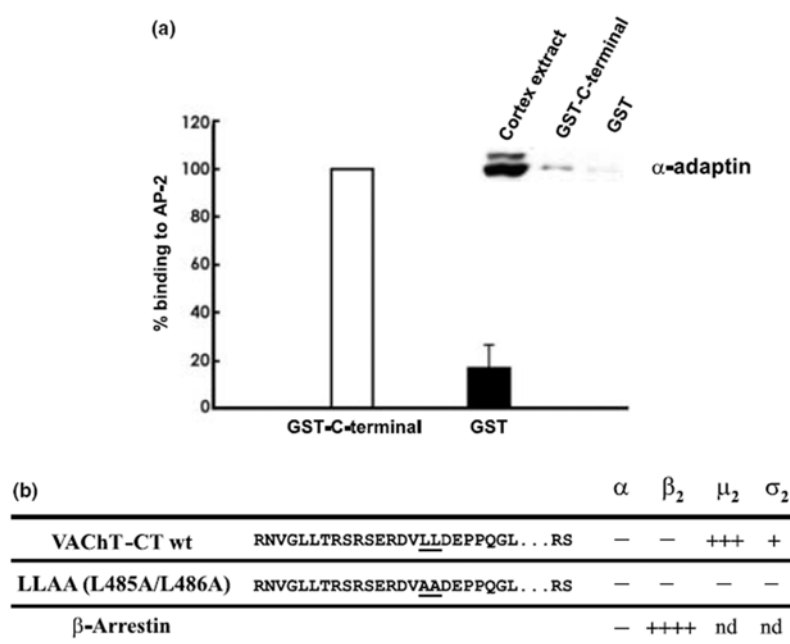 (a)
Cortex extract
GST-C-terminal
GST
α-adaptin
% binding to AP-2
120
100
80
60
40
20
0
GST-C-terminal GST
(b) α β2 μ2 σ2
VAChT-CT wt RNVGLLTRSRSERDVLLDEPPQGL...RS − − +++ +
LLAA (L485A/L486A) RNVGLLTRSRSERDVAADEPPQGL...RS − − − −
β-Arrestin − ++++ nd nd